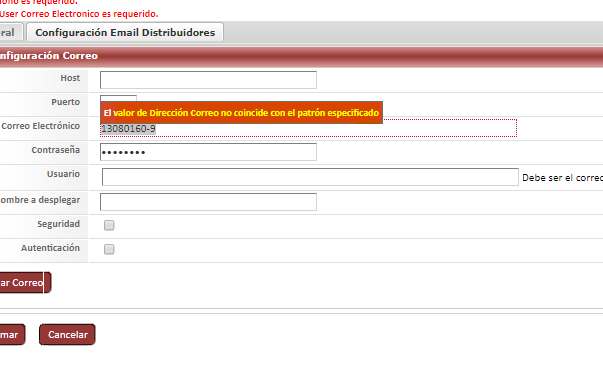 ono es requerido.
User Correo Electronico es requerido.
ral Configuración Email Distribuidores
nfiguración Correo
Host
Puerto
El valor de Dirección Correo no coincide con el patrón especificado
Correo Electrónico 13080160-9
Contraseña ••••••••
Usuario Debe ser el correo
ombre a desplegar
Seguridad
Autenticación
ar Correo
mar Cancelar